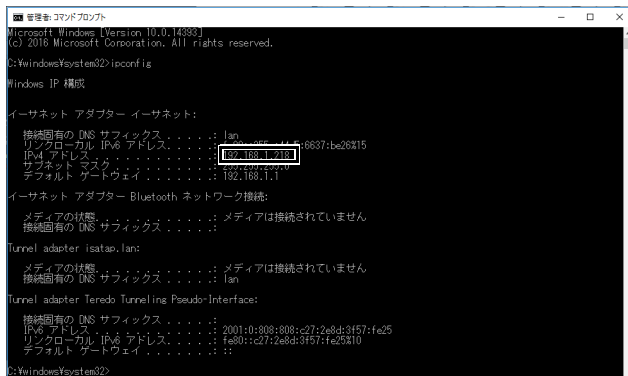 管理者: コマンド プロンプト
Microsoft Windows [Version 10.0.14393]
(c) 2016 Microsoft Corporation. All rights reserved.
C:¥windows¥system32>ipconfig
Windows IP 構成
イーサネット アダプター イーサネット:
接続固有の DNS サフィックス . . . . .: lan
リンクローカル IPv6 アドレス. . . . .: 6637:be26%15
IPv4 アドレス . . . . . . . . . . . .: 192.168.1.218
サブネット マスク . . . . . . . . . .: 255.255.255.0
デフォルト ゲートウェイ . . . . . . .: 192.168.1.1
イーサネット アダプター Bluetooth ネットワーク接続:
メディアの状態. . . . . . . . . . . .: メディアは接続されていません
接続固有の DNS サフィックス . . . . .:
Tunnel adapter isatap.lan:
メディアの状態. . . . . . . . . . . .: メディアは接続されていません
接続固有の DNS サフィックス . . . . .: lan
Tunnel adapter Teredo Tunneling Pseudo-Interface:
接続固有の DNS サフィックス . . . . .:
IPv6 アドレス . . . . . . . . . . . .: 2001:0:808:808:c27:2e8d:3f57:fe25
リンクローカル IPv6 アドレス. . . . .: fe80::c27:2e8d:3f57:fe25%10
デフォルト ゲートウェイ . . . . . . .: ::
C:¥windows¥system32>